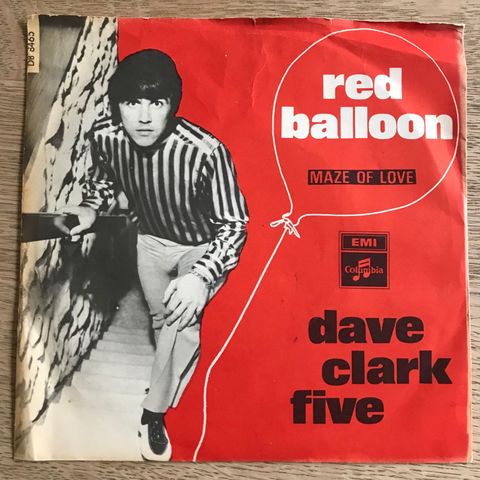 DB 8465
red
balloon
MAZE OF LOVE
EMI
Columbia
dave
clark
five